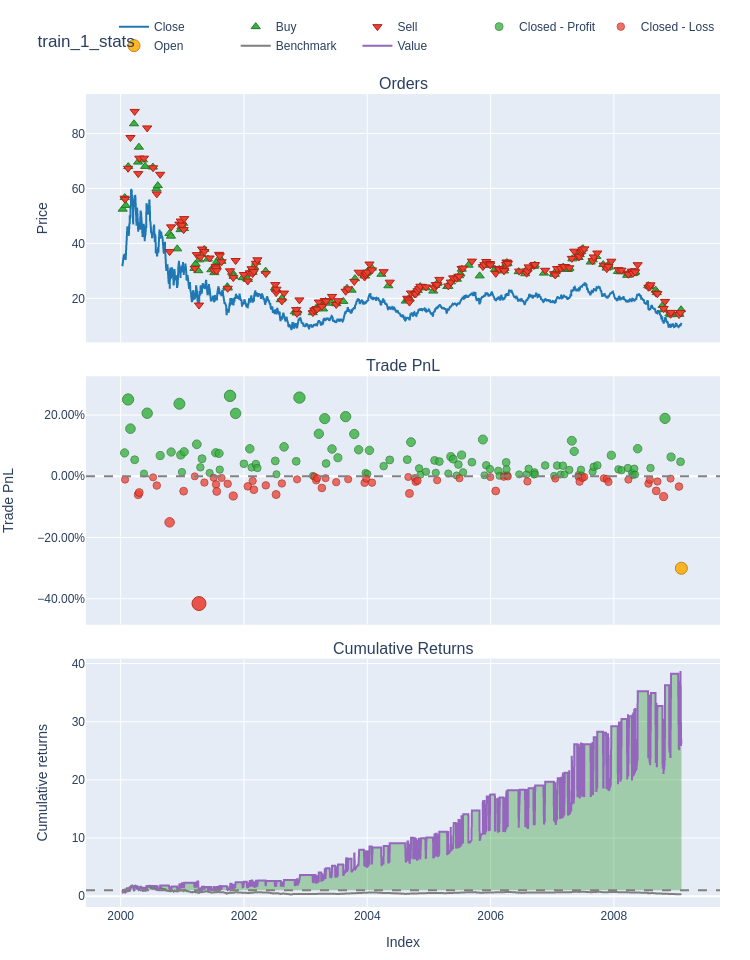 train_1_stats
Close Buy Sell Closed - Profit Closed - Loss
Open Benchmark Value
Orders
80
60
40
20
Price
Trade PnL
20.00%
0.00%
−20.00%
−40.00%
Trade PnL
Cumulative Returns
40
30
20
10
0
Cumulative returns
2000 2002 2004 2006 2008
Index